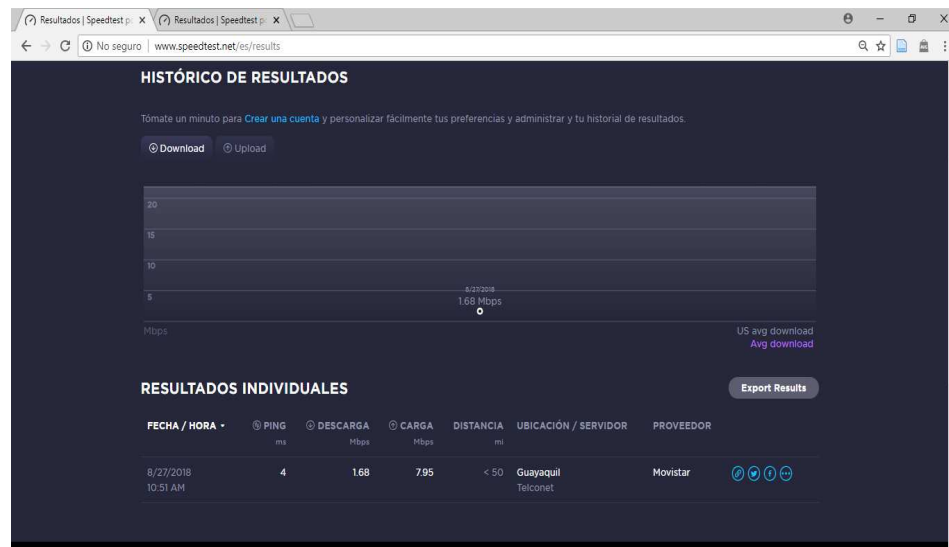 Resultados | Speedtest p
Resultados | Speedtest p
No seguro | www.speedtest.net/es/results
HISTÓRICO DE RESULTADOS
Tómate un minuto para Crear una cuenta y personalizar fácilmente tus preferencias y administrar y tu historial de resultados.
Download Upload
20
15
10
5
8/27/2018
1.68 Mbps
Mbps
US avg download
Avg download
RESULTADOS INDIVIDUALES
Export Results
FECHA / HORA PING DESCARGA CARGA DISTANCIA UBICACIÓN / SERVIDOR PROVEEDOR
ms Mbps Mbps mi
8/27/2018 4 1.68 7.95 < 50 Guayaquil Movistar
10:51 AM Telconet